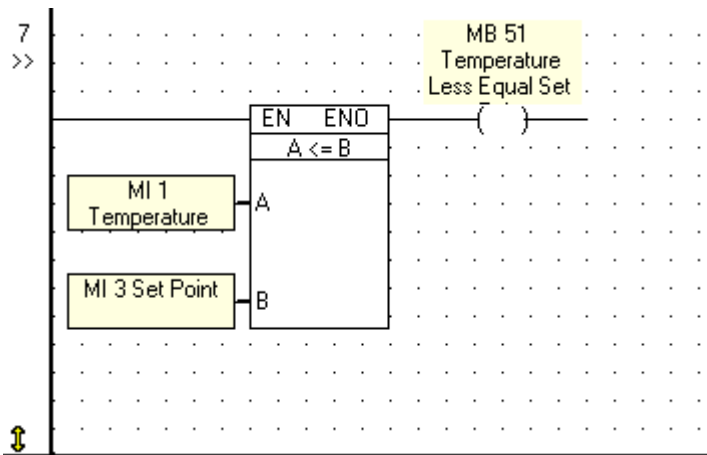 7
>>
MB 51
Temperature
Less Equal Set
EN ENO
A <= B
MI 1
Temperature
A
MI 3 Set Point
B